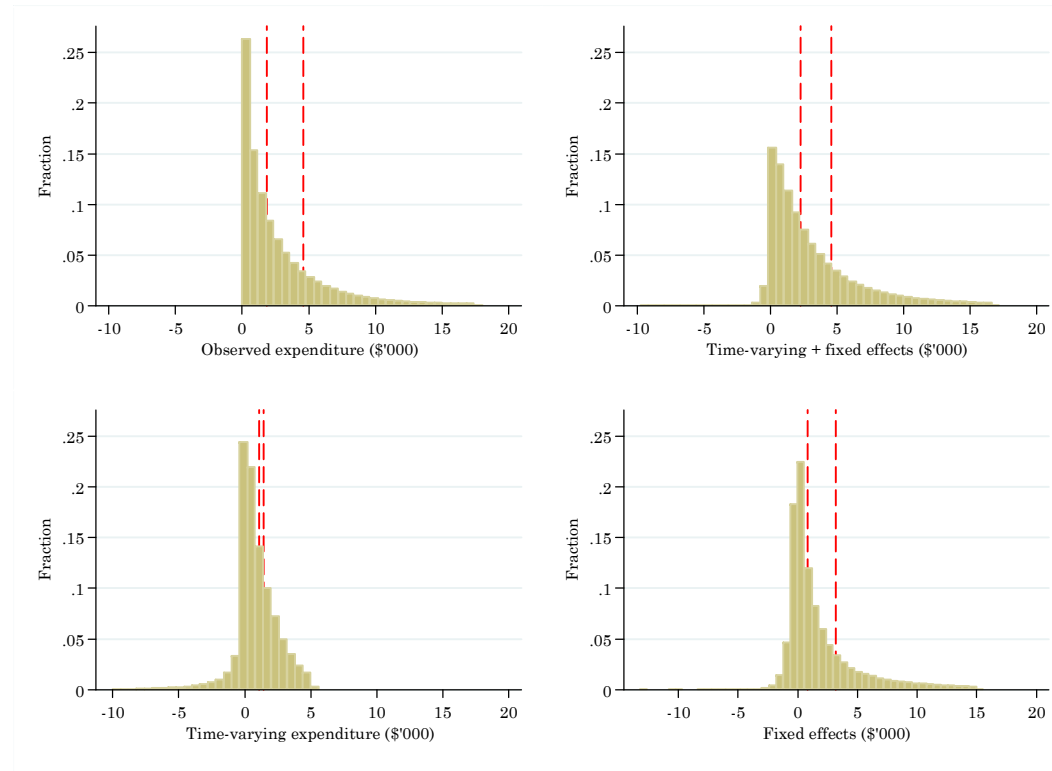 .25
.2
.15
.1
.05
0
Fraction
-10 -5 0 5 10 15 20
Observed expenditure ($'000)
.25
.2
.15
.1
.05
0
Fraction
-10 -5 0 5 10 15 20
Time-varying + fixed effects ($'000)
.25
.2
.15
.1
.05
0
Fraction
-10 -5 0 5 10 15 20
Time-varying expenditure ($'000)
.25
.2
.15
.1
.05
0
Fraction
-10 -5 0 5 10 15 20
Fixed effects ($'000)